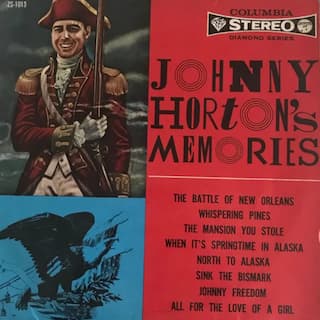 ZS-1013
COLUMBIA
STEREO
DIAMOND SERIES
JOHNNY
HORTON'S
MEMORIES
THE BATTLE OF NEW ORLEANS
WHISPERING PINES
THE MANSION YOU STOLE
WHEN IT'S SPRINGTIME IN ALASKA
NORTH TO ALASKA
SINK THE BISMARK
JOHNNY FREEDOM
ALL FOR THE LOVE OF A GIRL